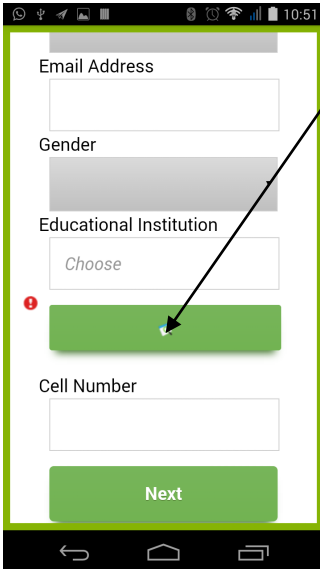 10:51
Email Address
Gender
Educational Institution
Choose
Cell Number
Next